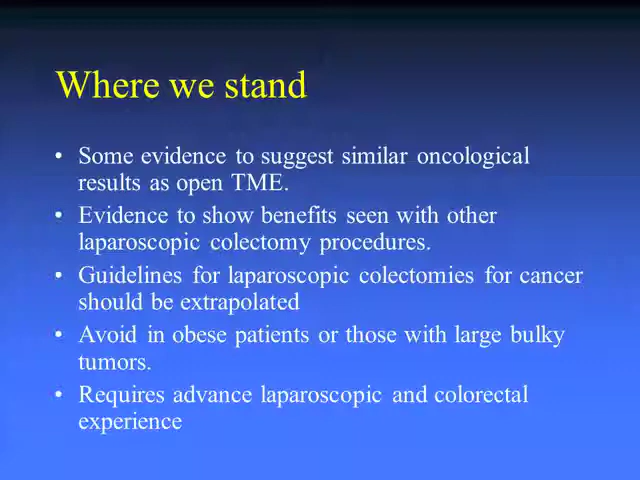 Where we stand
• Some evidence to suggest similar oncological
results as open TME.
• Evidence to show benefits seen with other
laparoscopic colectomy procedures.
• Guidelines for laparoscopic colectomies for cancer
should be extrapolated
• Avoid in obese patients or those with large bulky
tumors.
• Requires advance laparoscopic and colorectal
experience